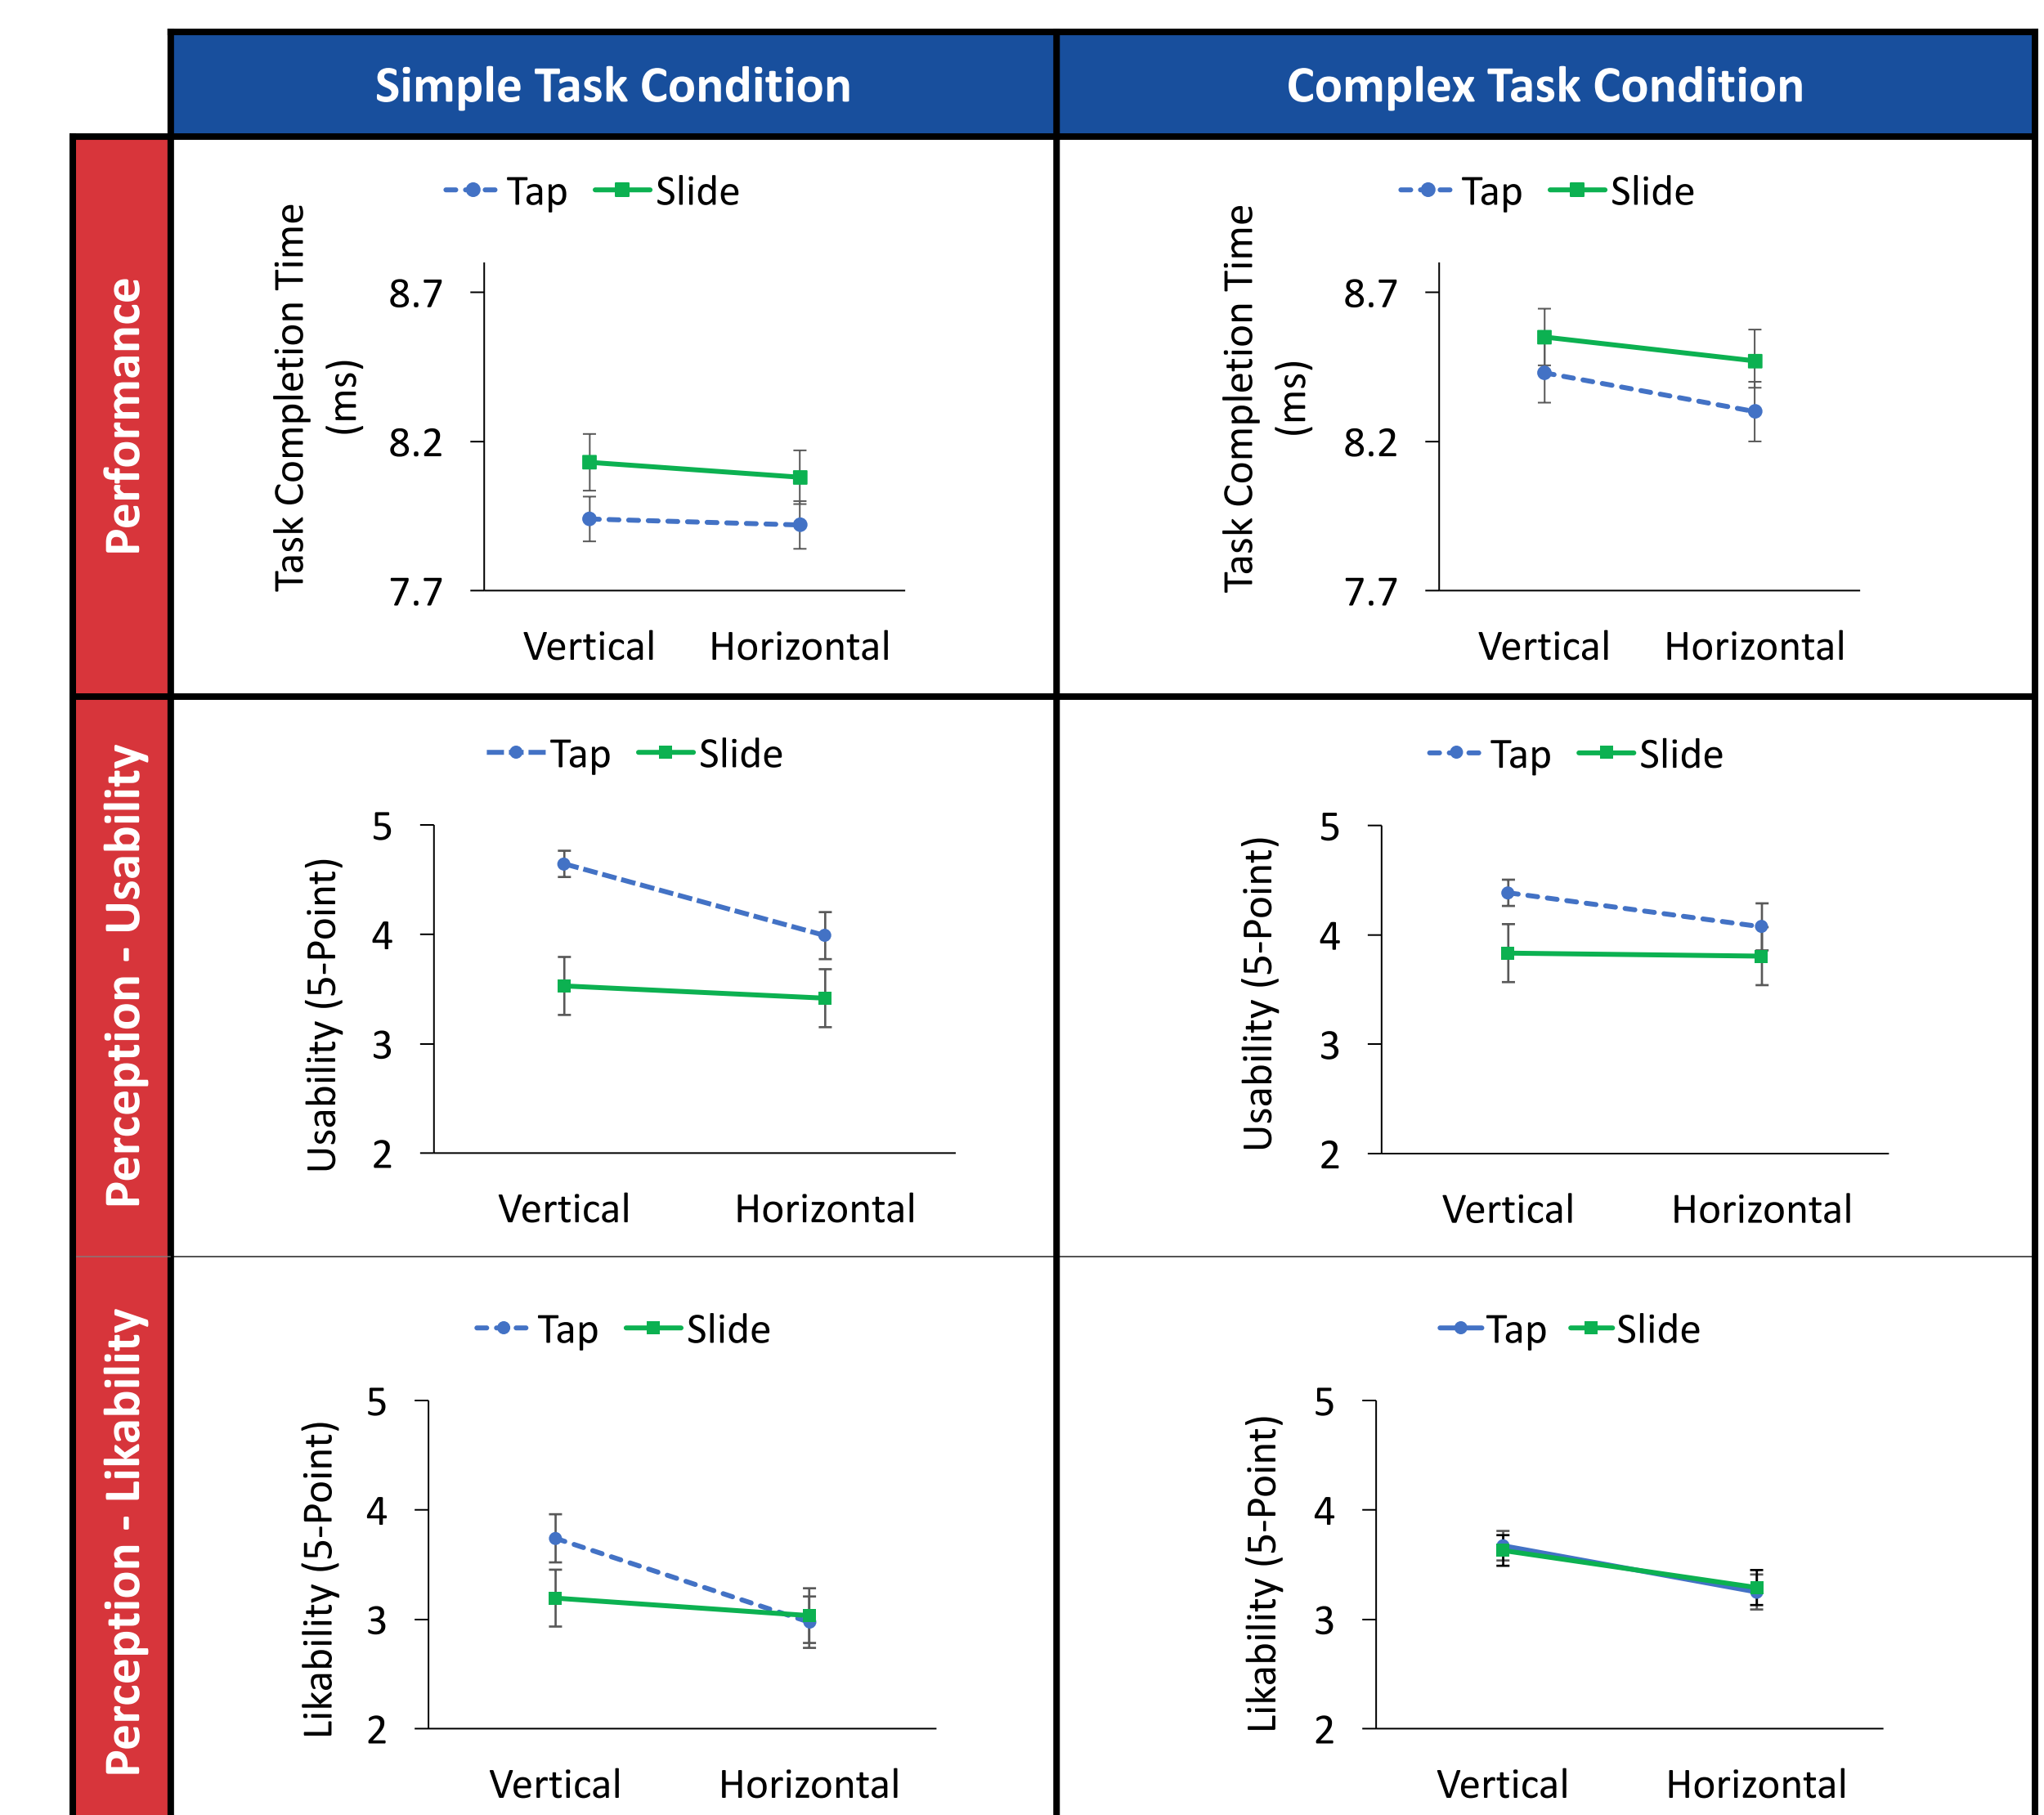 Simple Task Condition
Complex Task Condition
Performance
Tap Slide
Task Completion Time
(ms)
8.7
8.2
7.7
Vertical Horizontal
Tap Slide
Task Completion Time
(ms)
8.7
8.2
7.7
Vertical Horizontal
Perception - Usability
Tap Slide
Usability (5-Point)
5
4
3
2
Vertical Horizontal
Tap Slide
Usability (5-Point)
5
4
3
2
Vertical Horizontal
Perception - Likability
Tap Slide
Likability (5-Point)
5
4
3
2
Vertical Horizontal
Tap Slide
Likability (5-Point)
5
4
3
2
Vertical Horizontal